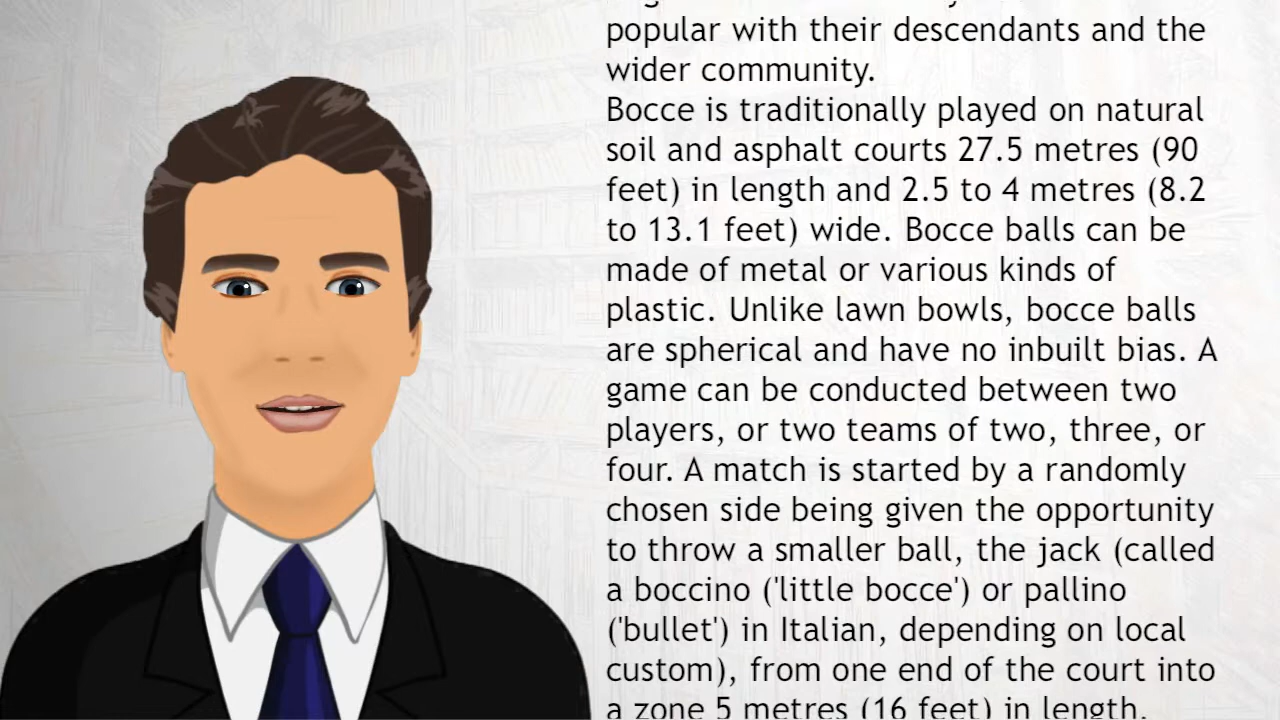 popular with their descendants and the
wider community.
Bocce is traditionally played on natural
soil and asphalt courts 27.5 metres (90
feet) in length and 2.5 to 4 metres (8.2
to 13.1 feet) wide. Bocce balls can be
made of metal or various kinds of
plastic. Unlike lawn bowls, bocce balls
are spherical and have no inbuilt bias. A
game can be conducted between two
players, or two teams of two, three, or
four. A match is started by a randomly
chosen side being given the opportunity
to throw a smaller ball, the jack (called
a boccino ('little bocce') or pallino
('bullet') in Italian, depending on local
custom), from one end of the court into
a zone 5 metres (16 feet) in length.